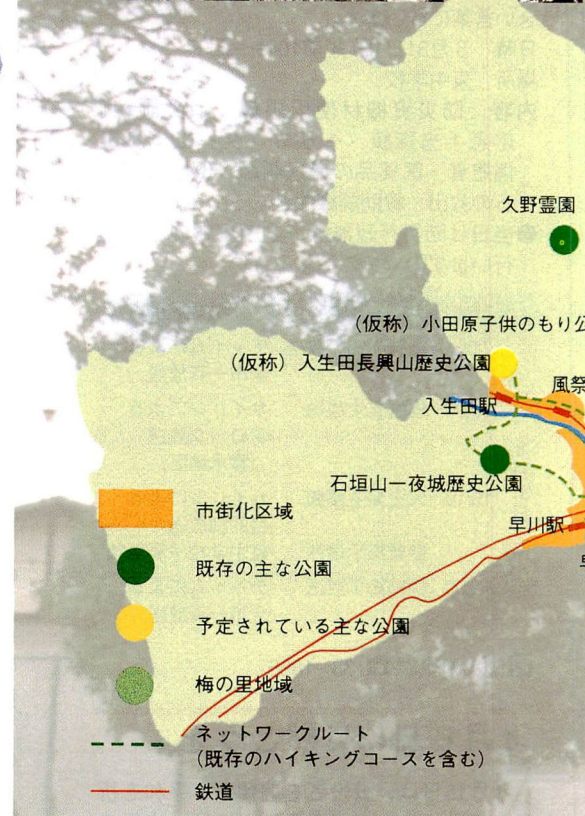 久野霊園
(仮称)小田原子供のもり公
(仮称)入生田長興山歴史公園
風祭
入生田駅
石垣山一夜城歴史公園
早川駅
市街化区域
既存の主な公園
予定されている主な公園
梅の里地域
ネットワークルート
(既存のハイキングコースを含む)
鉄道